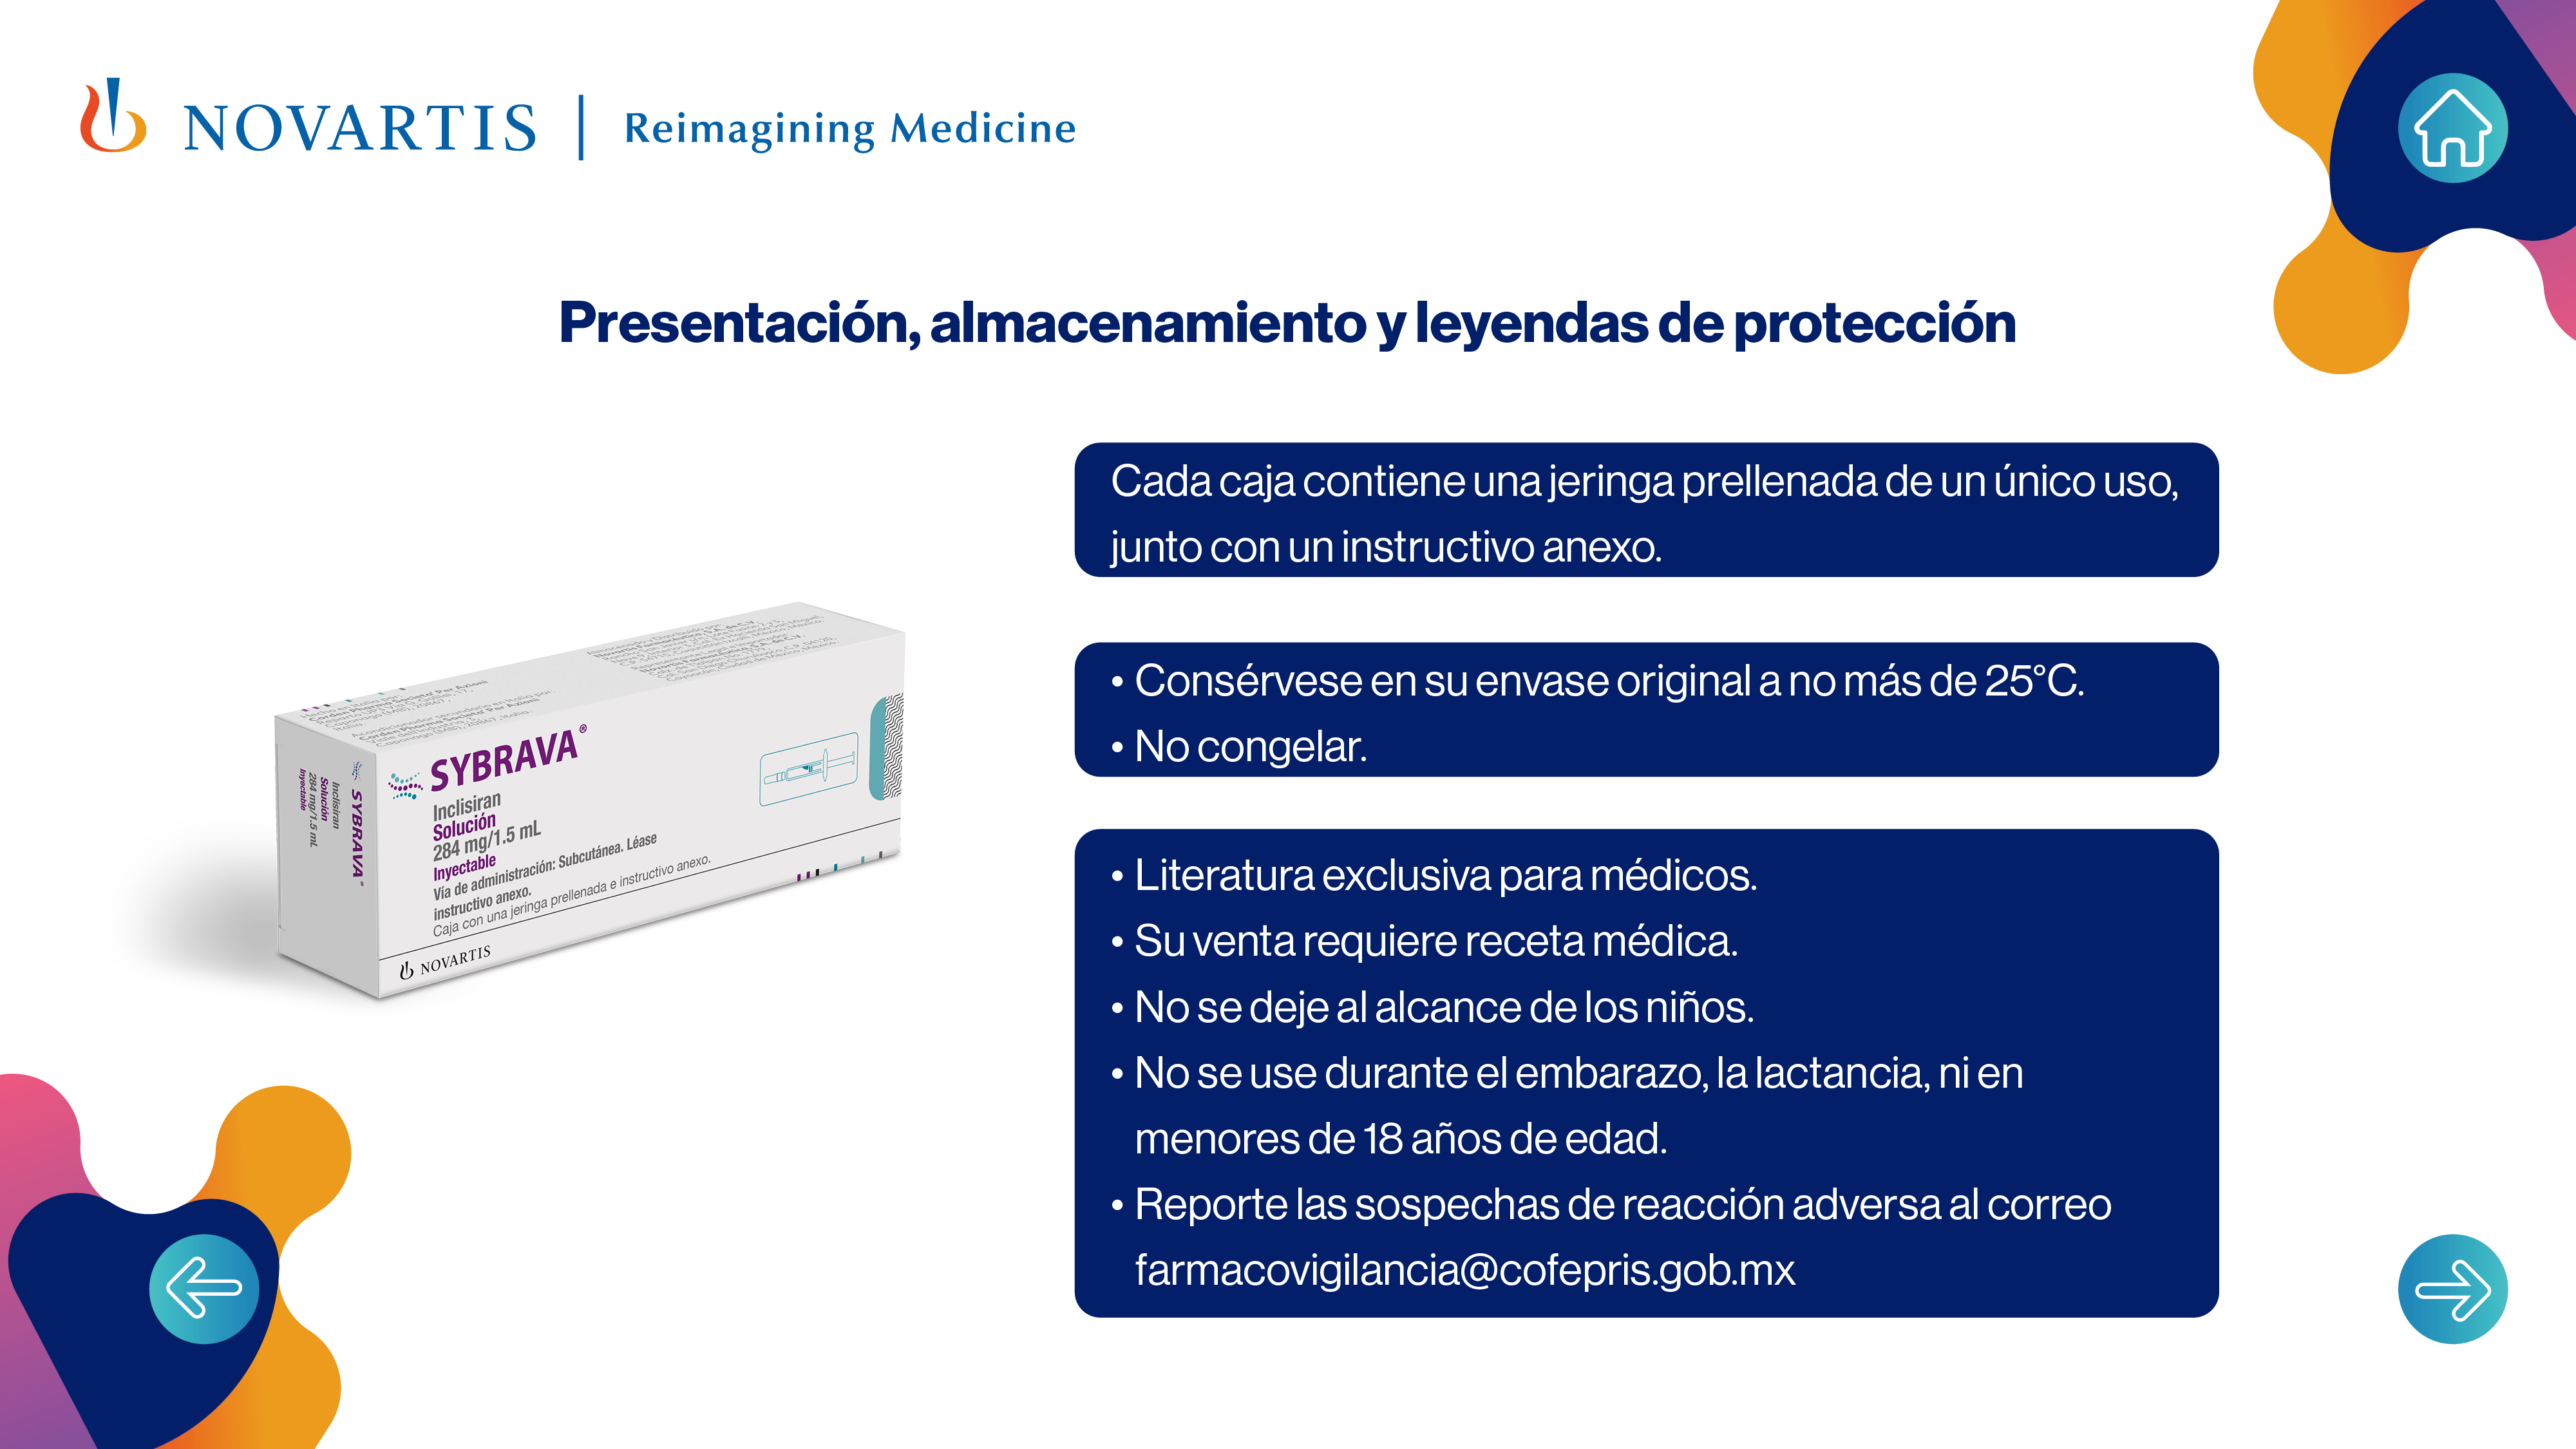 NOVARTIS | Reimagining Medicine
Presentación, almacenamiento y leyendas de protección
Cada caja contiene una jeringa prellenada de un único uso,
junto con un instructivo anexo.
• Consérvese en su envase original a no más de 25°C.
• No congelar.
• Literatura exclusiva para médicos.
• Su venta requiere receta médica.
• No se deje al alcance de los niños.
• No se use durante el embarazo, la lactancia, ni en
menores de 18 años de edad.
• Reporte las sospechas de reacción adversa al correo
farmacovigilancia@cofepris.gob.mx
SYBRAVA®
Inclisiran
Solución
284 mg/1.5 mL
Inyectable
Vía de administración: Subcutánea. Léase
instructivo anexo.
Caja con una jeringa prellenada e instructivo anexo.
NOVARTIS
SYBRAVA®
Inclisiran
Solución
284 mg/1.5 mL
Inyectable